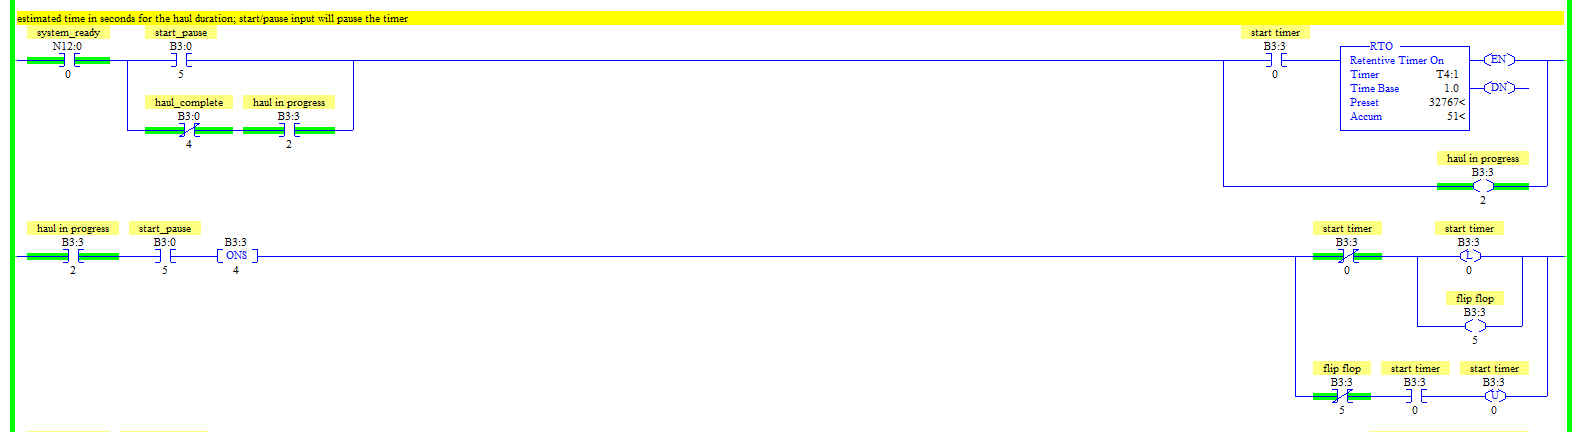 estimated time in seconds for the haul duration; start/pause input will pause the timer
system_ready start_pause start timer
N12:0 B3:0 B3:3 RTO
Retentive Timer On EN
0 5 0 Timer T4:1
Time Base 1.0 DN
haul_complete haul in progress Preset 32767<
B3:0 B3:3 Accum 51<
4 2
haul in progress
B3:3
2
haul in progress start_pause start timer start timer
B3:3 B3:0 B3:3 B3:3 B3:3
ONS L
2 5 4 0 0
flip flop
B3:3
5
flip flop start timer start timer
B3:3 B3:3 B3:3
U
5 0 0